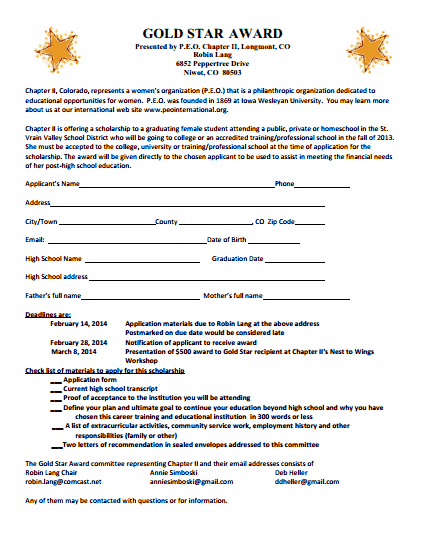 GOLD STAR AWARD
Presented by P.E.O. Chapter II, Longmont, CO
Robin Lang
6852 Peppertree Drive
Niwot, CO 80503
Chapter II, Colorado, represents a women's organization (P.E.O.) that is a philanthropic organization dedicated to
educational opportunities for women. P.E.O. was founded in 1869 at Iowa Wesleyan University. You may learn more
about us at our international web site www.peointernational.org.
Chapter II is offering a scholarship to a graduating female student attending a public, private or homeschool in the St.
Vrain Valley School District who will be going to college or an accredited training/professional school in the fall of 2013.
She must be accepted to the college, university or training/professional school at the time of application for the
scholarship. The award will be given directly to the chosen applicant to be used to assist in meeting the financial needs
of her post-high school education.
Applicant's Name Phone
Address
City/Town County , CO Zip Code
Email: Date of Birth
High School Name Graduation Date
High School address
Father's full name Mother's full name
Deadlines are:
February 14, 2014 Application materials due to Robin Lang at the above address
Postmarked on due date would be considered late
February 28, 2014 Notification of applicant to receive award
March 8, 2014 Presentation of $500 award to Gold Star recipient at Chapter II's Nest to Wings
Workshop
Check list of materials to apply for this scholarship
___ Application form
___ Current high school transcript
___ Proof of acceptance to the institution you will be attending
___ Define your plan and ultimate goal to continue your education beyond high school and why you have
chosen this career training and educational institution in 300 words or less
___ A list of extracurricular activities, community service work, employment history and other
responsibilities (family or other)
___Two letters of recommendation in sealed envelopes addressed to this committee
The Gold Star Award committee representing Chapter II and their email addresses consists of
Robin Lang Chair Annie Simboski Deb Heller
robin.lang@comcast.net anniesimboski@gmail.com ddheller@gmail.com
Any of them may be contacted with questions or for information.